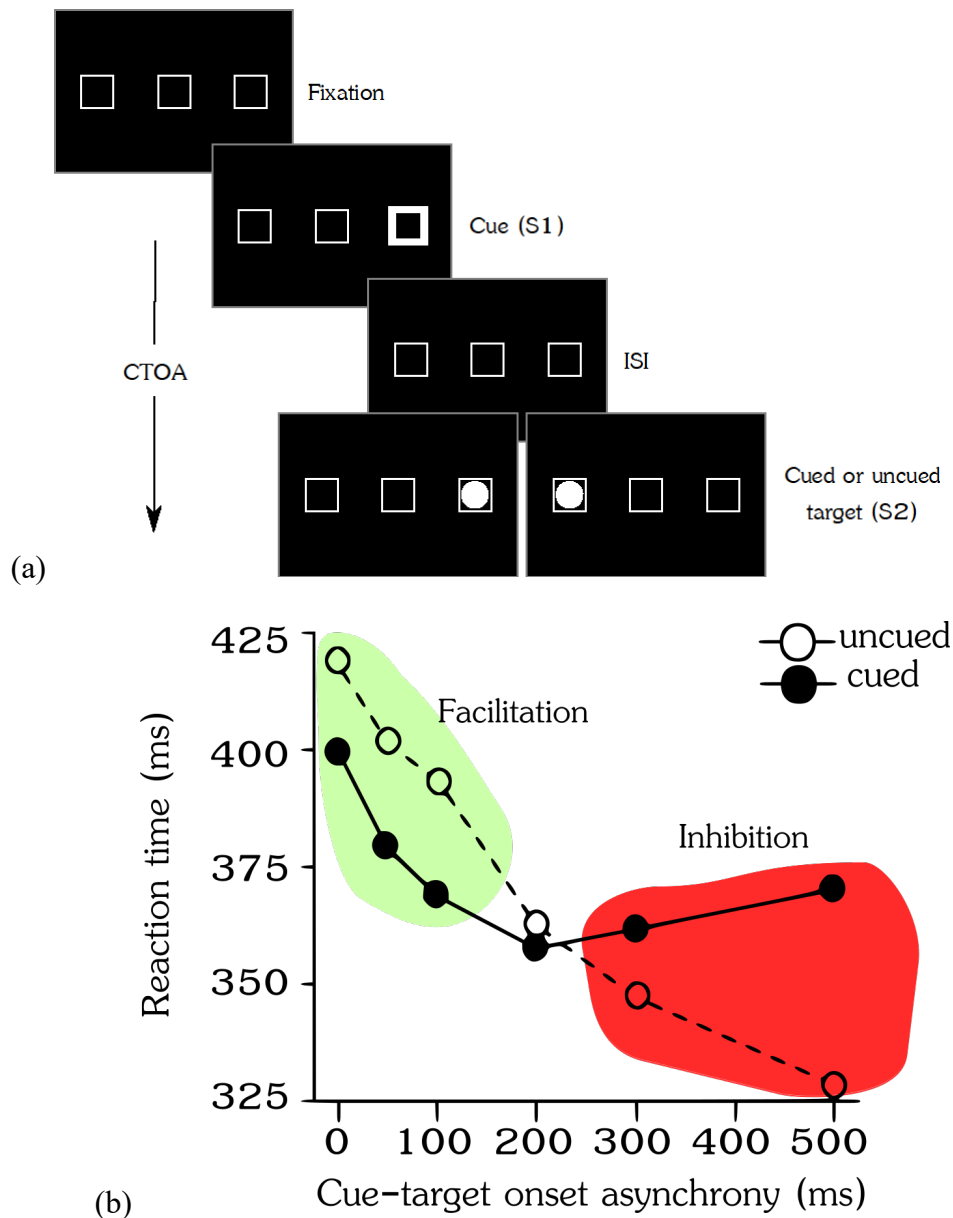 Fixation
Cue (S1)
CTOA
ISI
Cued or uncued
target (S2)
(a)
425
uncued
cued
Facilitation
400
Inhibition
375
350
325
Reaction time (ms)
0 100 200 300 400 500
Cue-target onset asynchrony (ms)
(b)